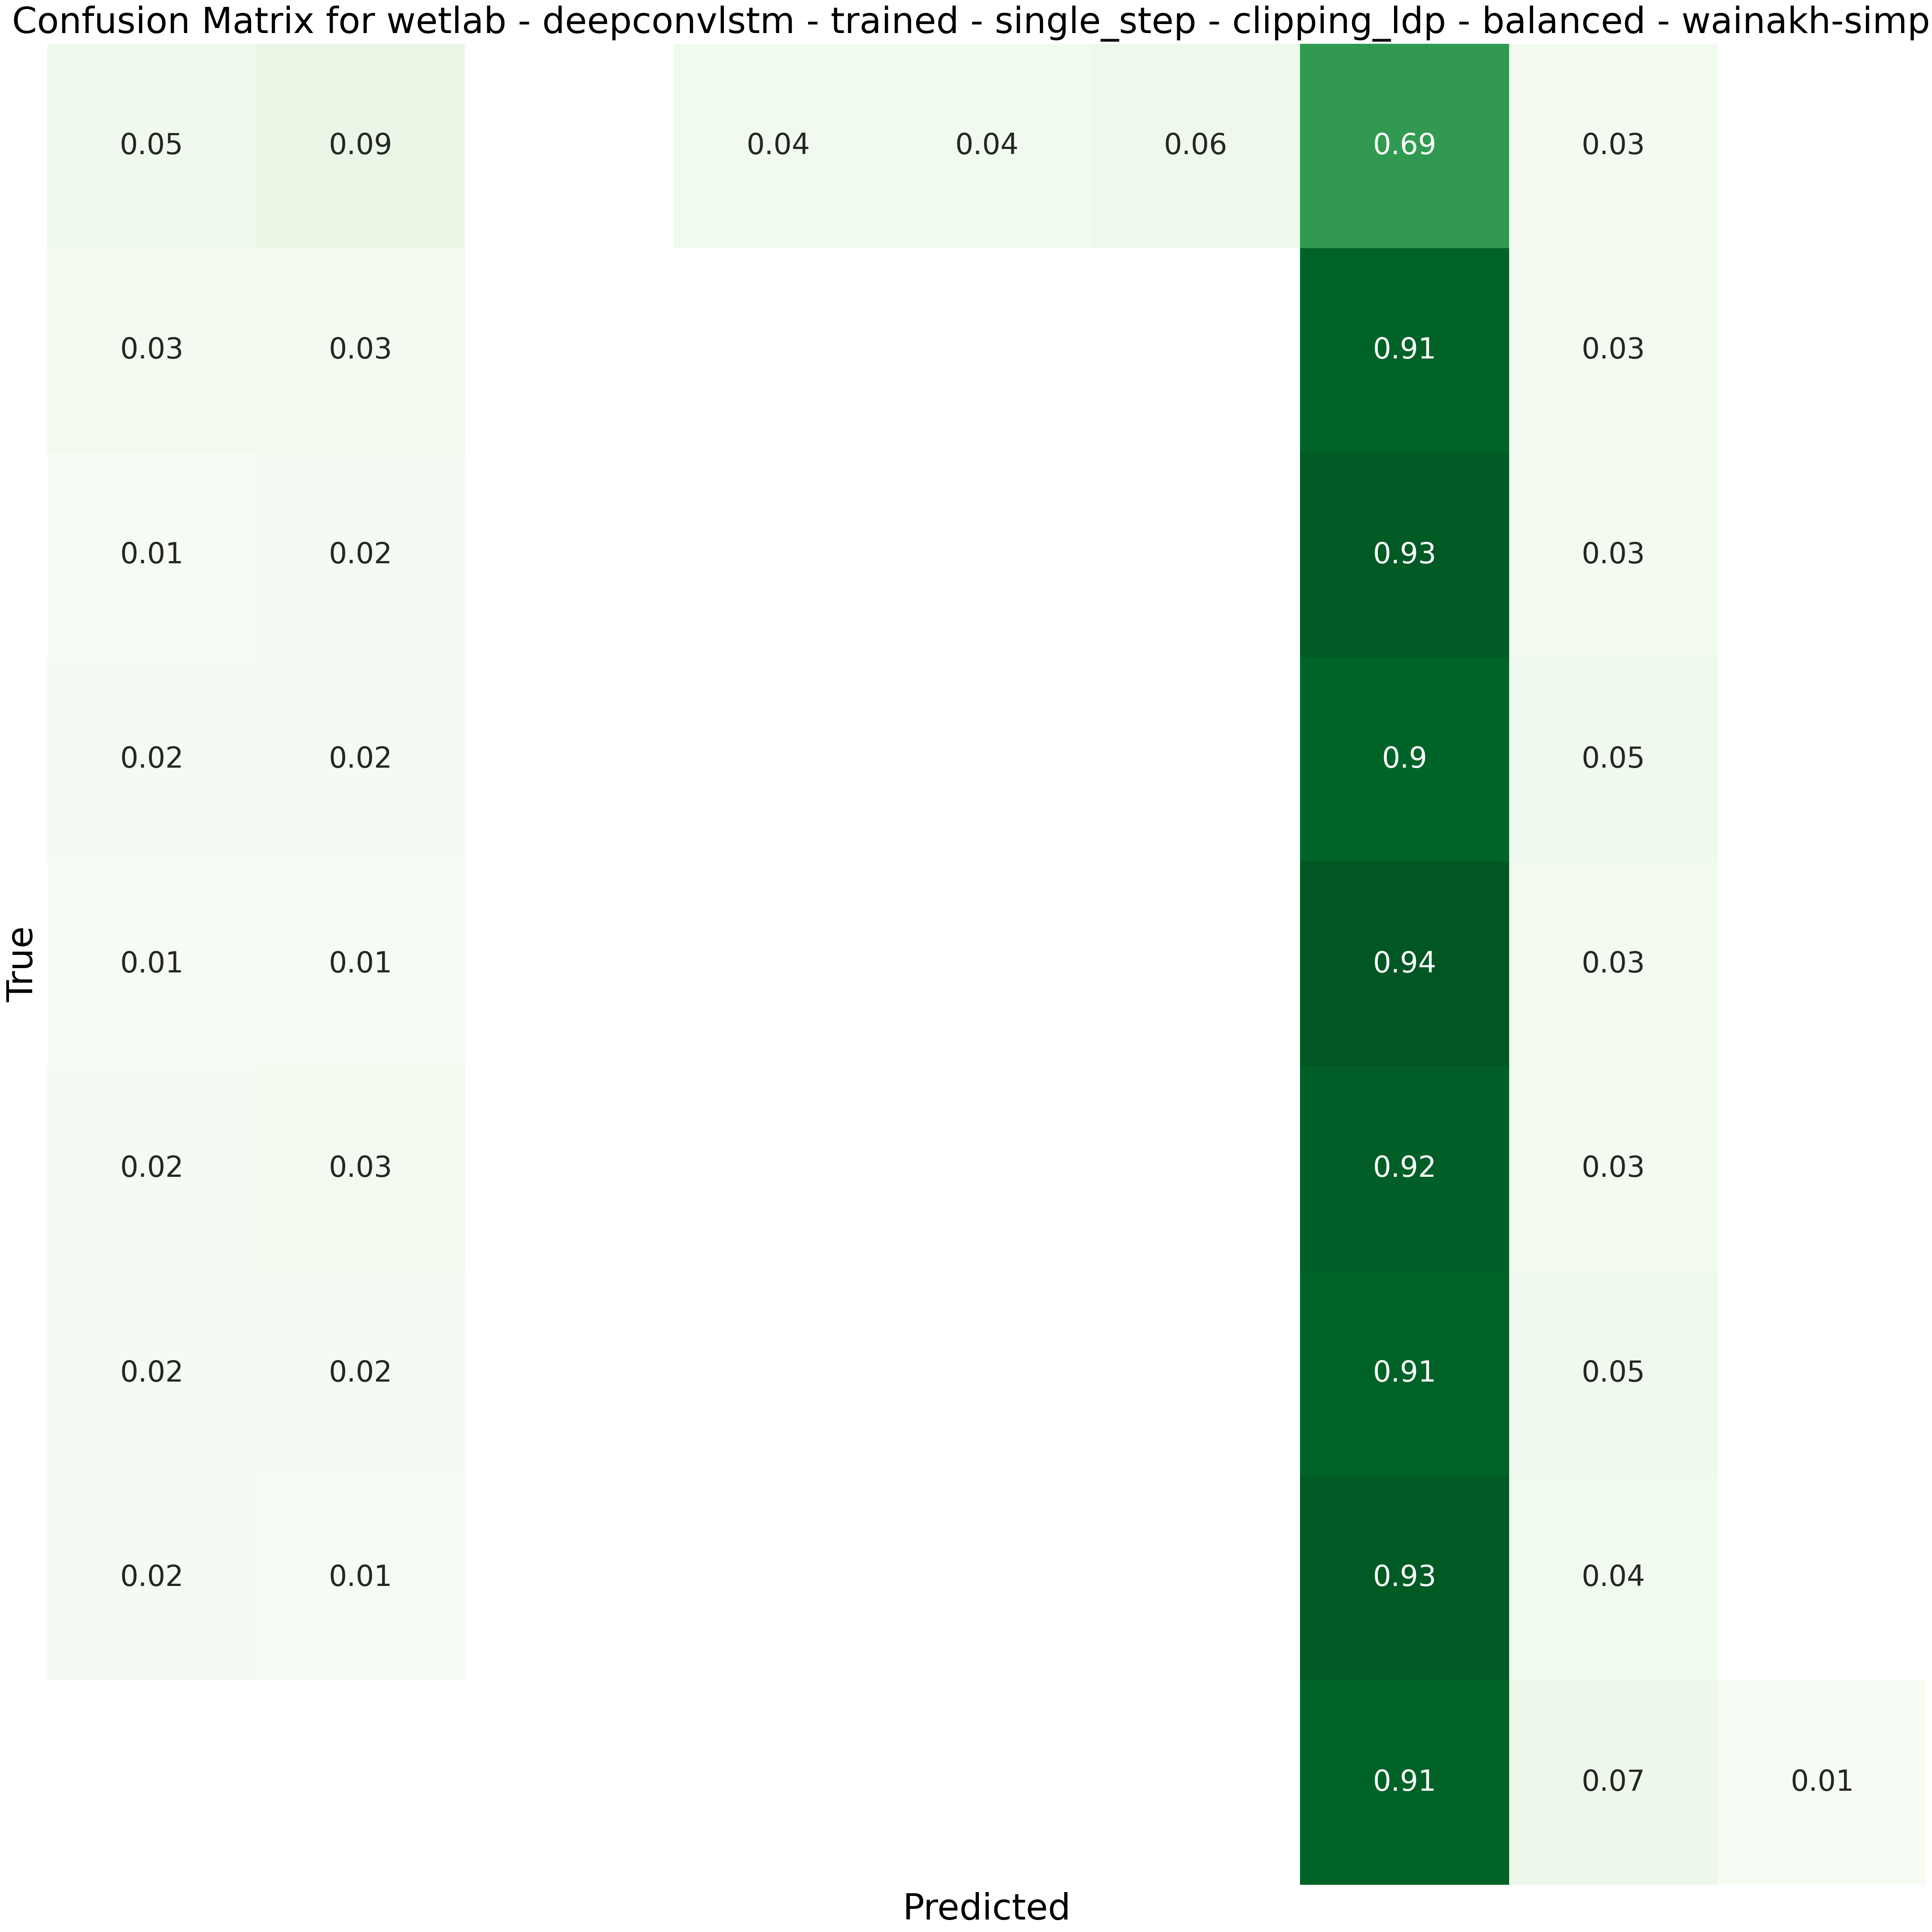 Confusion Matrix for wetlab - deepconvlstm - trained - single_step - clipping_ldp - balanced - wainakh-simp
0.05 0.09 0.04 0.04 0.06 0.69 0.03
0.03 0.03 0.91 0.03
0.01 0.02 0.93 0.03
0.02 0.02 0.9 0.05
0.01 0.01 0.94 0.03
0.02 0.03 0.92 0.03
0.02 0.02 0.91 0.05
0.02 0.01 0.93 0.04
0.91 0.07 0.01
True
Predicted